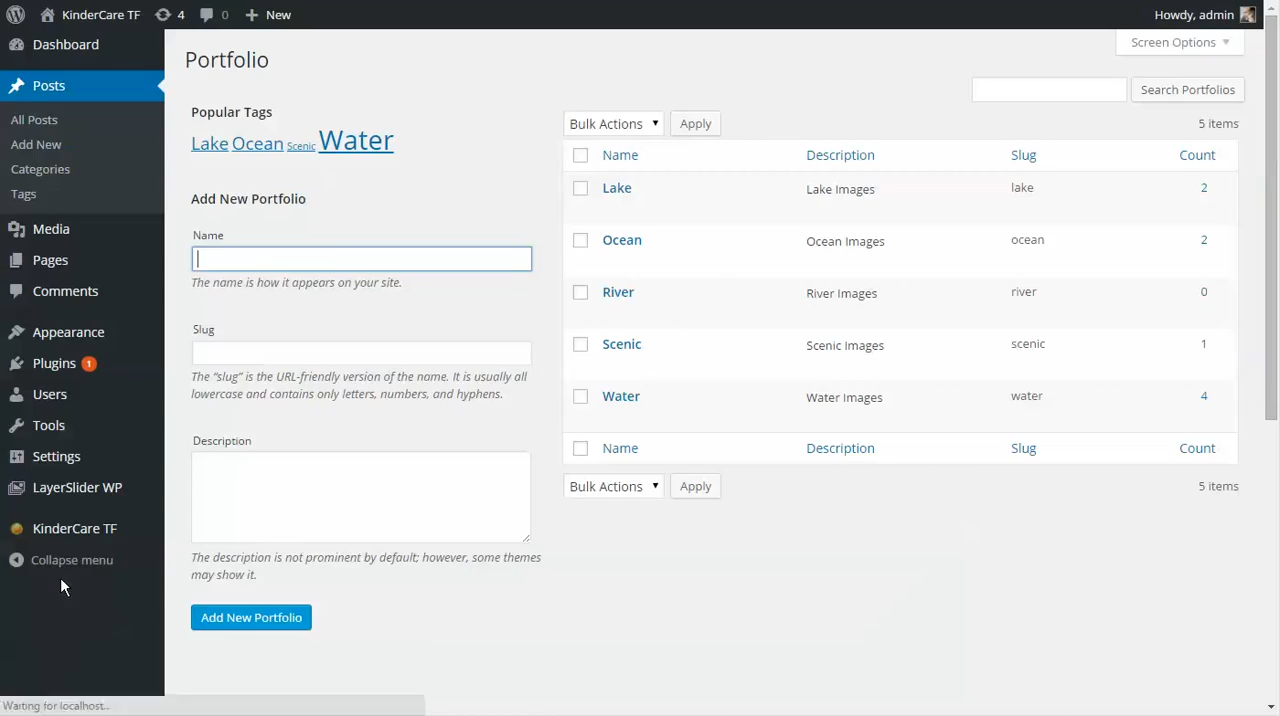 KinderCare TF 4 0 New Howdy, admin
Dashboard
Posts
All Posts
Add New
Categories
Tags
Media
Pages
Comments
Appearance
Plugins 1
Users
Tools
Settings
LayerSlider WP
KinderCare TF
Collapse menu
Screen Options
Portfolio
Search Portfolios
Popular Tags
Lake Ocean Scenic Water
Add New Portfolio
Name
The name is how it appears on your site.
Slug
The “slug” is the URL-friendly version of the name. It is usually all
lowercase and contains only letters, numbers, and hyphens.
Description
The description is not prominent by default; however, some themes
may show it.
Add New Portfolio
Bulk Actions Apply 5 items
Name Description Slug Count
Lake Lake Images lake 2
Ocean Ocean Images ocean 2
River River Images river 0
Scenic Scenic Images scenic 1
Water Water Images water 4
Name Description Slug Count
Bulk Actions Apply 5 items
Waiting for localhost...